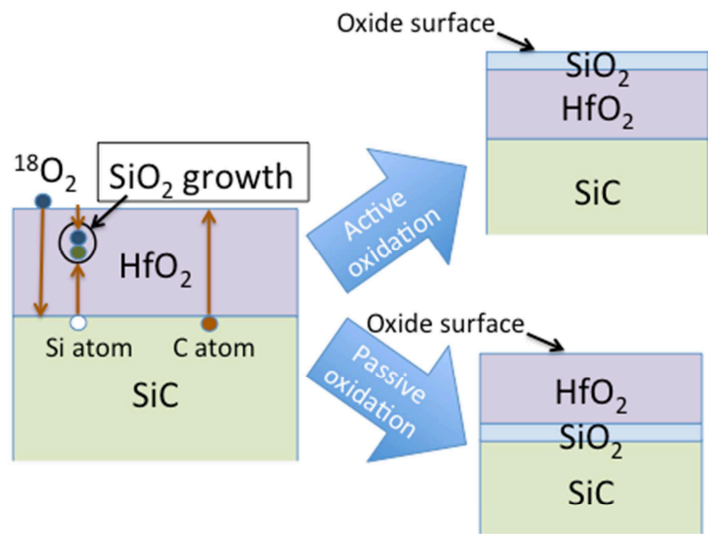 ¹⁸O₂
SiO₂ growth
HfO₂
Si atom
C atom
SiC
Active
oxidation
Passive
oxidation
Oxide surface
SiO₂
HfO₂
SiC
Oxide surface
HfO₂
SiO₂
SiC